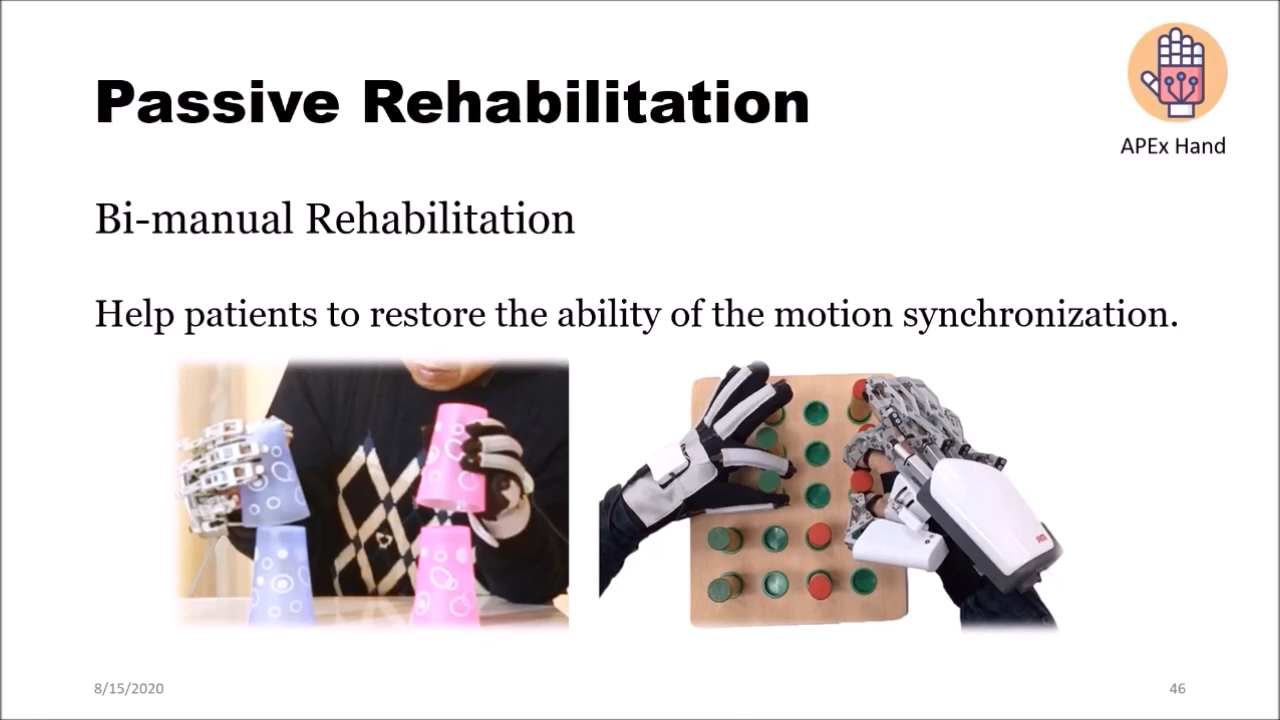 Passive Rehabilitation
APEx Hand
Bi-manual Rehabilitation
Help patients to restore the ability of the motion synchronization.
8/15/2020
46